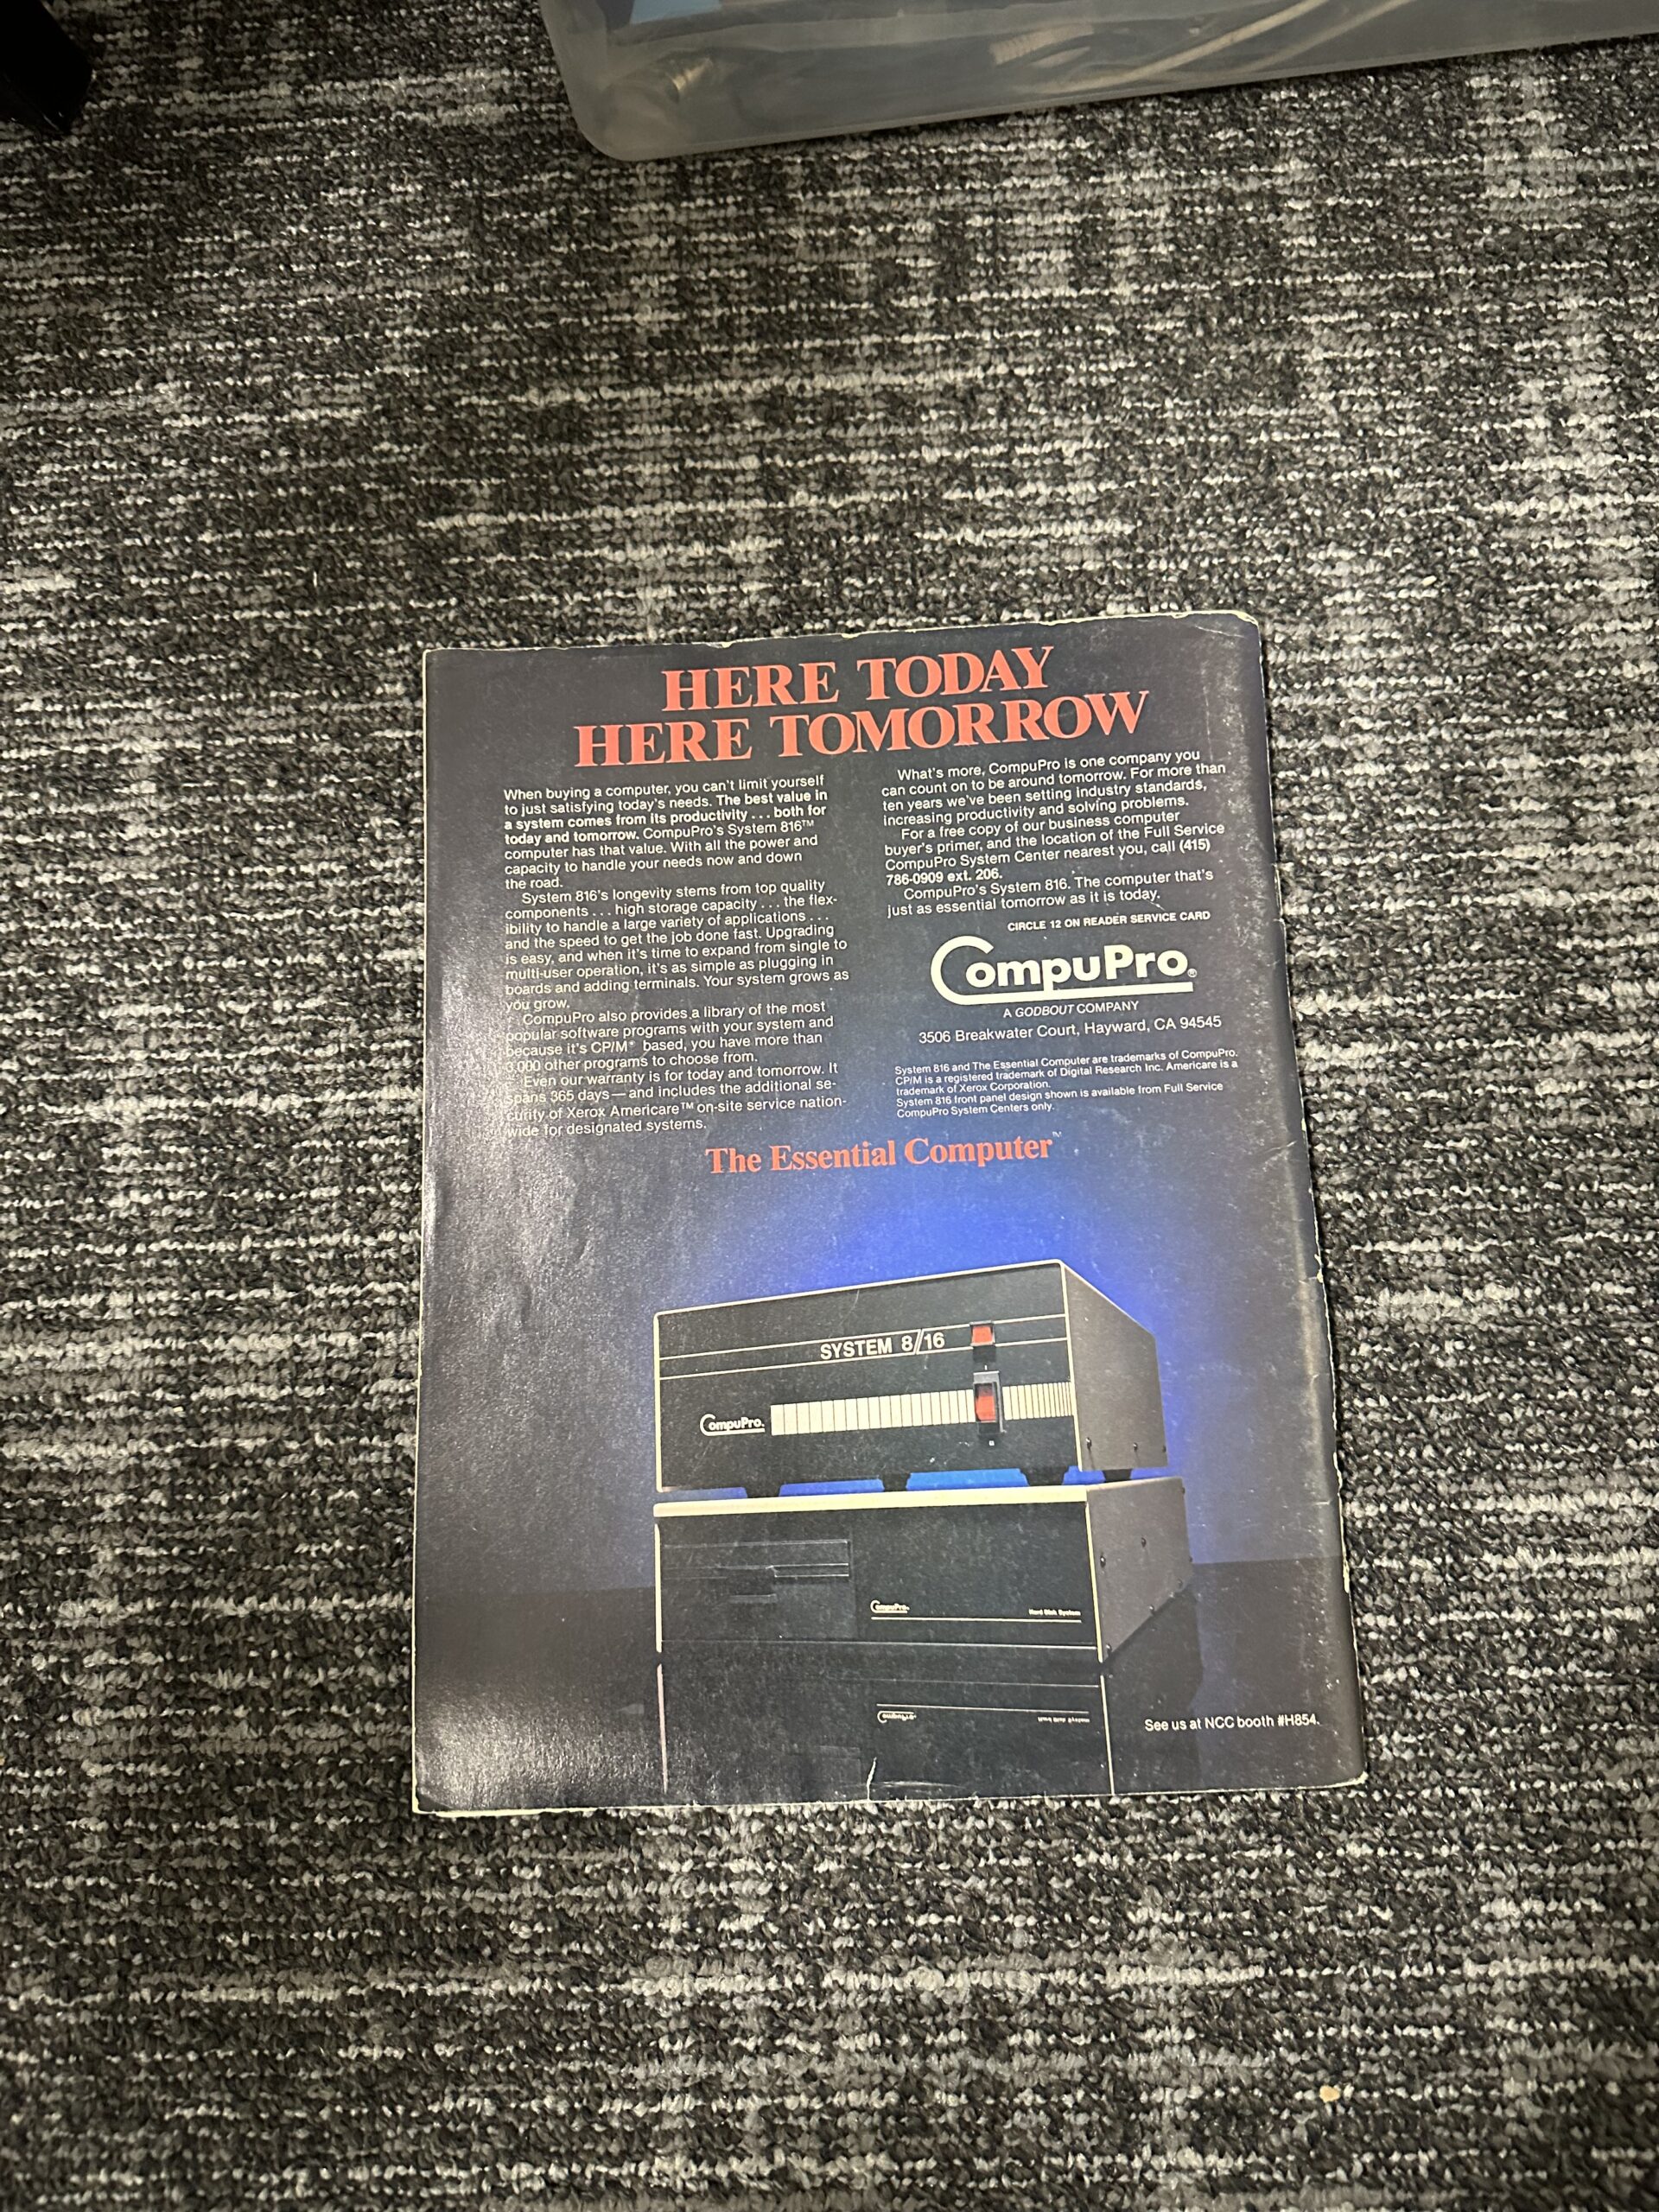 HERE TODAY
HERE TOMORROW
When buying a computer, you can't limit yourself
to just satisfying today's needs. The best value in
a system comes from its productivity . . . both for
today and tomorrow. CompuPro's System 816™
computer has that value. With all the power and
capacity to handle your needs now and down
the road.
System 816's longevity stems from top quality
components . . . high storage capacity . . . the flex-
ibility to handle a large variety of applications . . .
and the speed to get the job done fast. Upgrading
is easy, and when it's time to expand from single to
multi-user operation, it's as simple as plugging in
boards and adding terminals. Your system grows as
you grow.
CompuPro also provides a library of the most
popular software programs with your system and
because it's CP/M® based, you have more than
3,000 other programs to choose from.
Even our warranty is for today and tomorrow. It
spans 365 days — and includes the additional se-
curity of Xerox Americare™ on-site service nation-
wide for designated systems.
What's more, CompuPro is one company you
can count on to be around tomorrow. For more than
ten years we've been setting industry standards,
increasing productivity and solving problems.
For a free copy of our business computer
buyer's primer, and the location of the Full Service
CompuPro System Center nearest you, call (415)
786-0909 ext. 206.
CompuPro's System 816. The computer that's
just as essential tomorrow as it is today.
CIRCLE 12 ON READER SERVICE CARD
CompuPro®
A GODBOUT COMPANY
3506 Breakwater Court, Hayward, CA 94545
System 816 and The Essential Computer are trademarks of CompuPro.
CP/M is a registered trademark of Digital Research Inc. Americare is a
trademark of Xerox Corporation.
System 816 front panel design shown is available from Full Service
CompuPro System Centers only.
The Essential Computer™
SYSTEM 8/16
CompuPro.
CompuPro.
Hard Disk System
See us at NCC booth #H854.